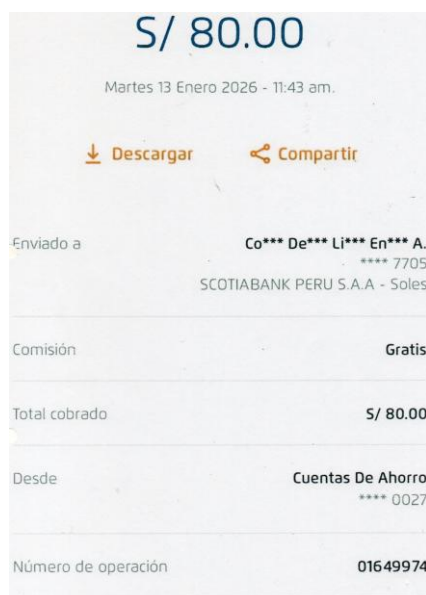 S/ 80.00
Martes 13 Enero 2026 - 11:43 am.
Descargar
Compartir
Enviado a
Co*** De*** Li*** En*** A.
**** 7705
SCOTIABANK PERU S.A.A - Soles
Comisión
Gratis
Total cobrado
S/ 80.00
Desde
Cuentas De Ahorro
**** 0027
Número de operación
01649974